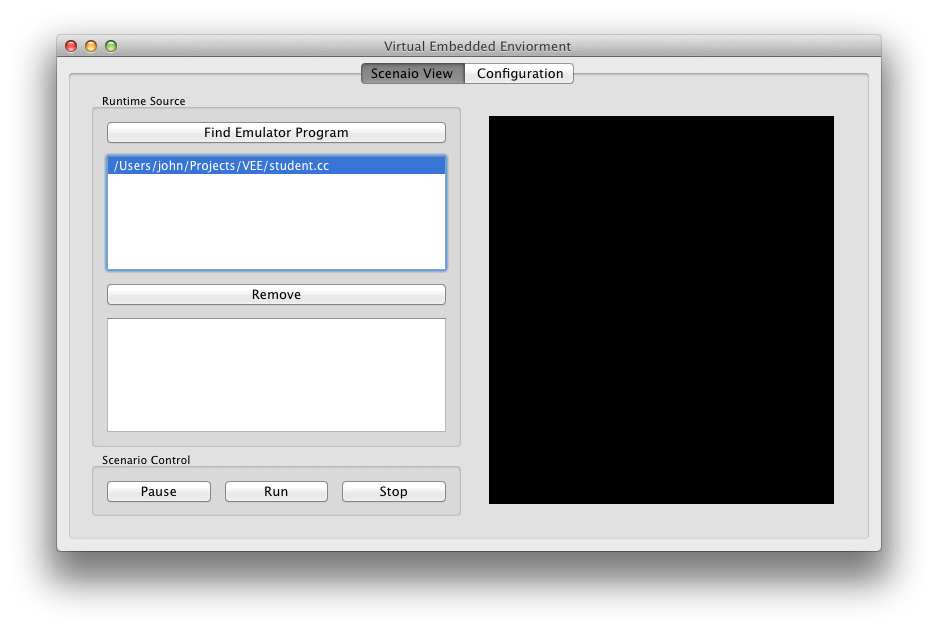 Virtual Embedded Enviorment
Scenaio View
Configuration
Runtime Source
Find Emulator Program
/Users/john/Projects/VEE/student.cc
Remove
Scenario Control
Pause
Run
Stop